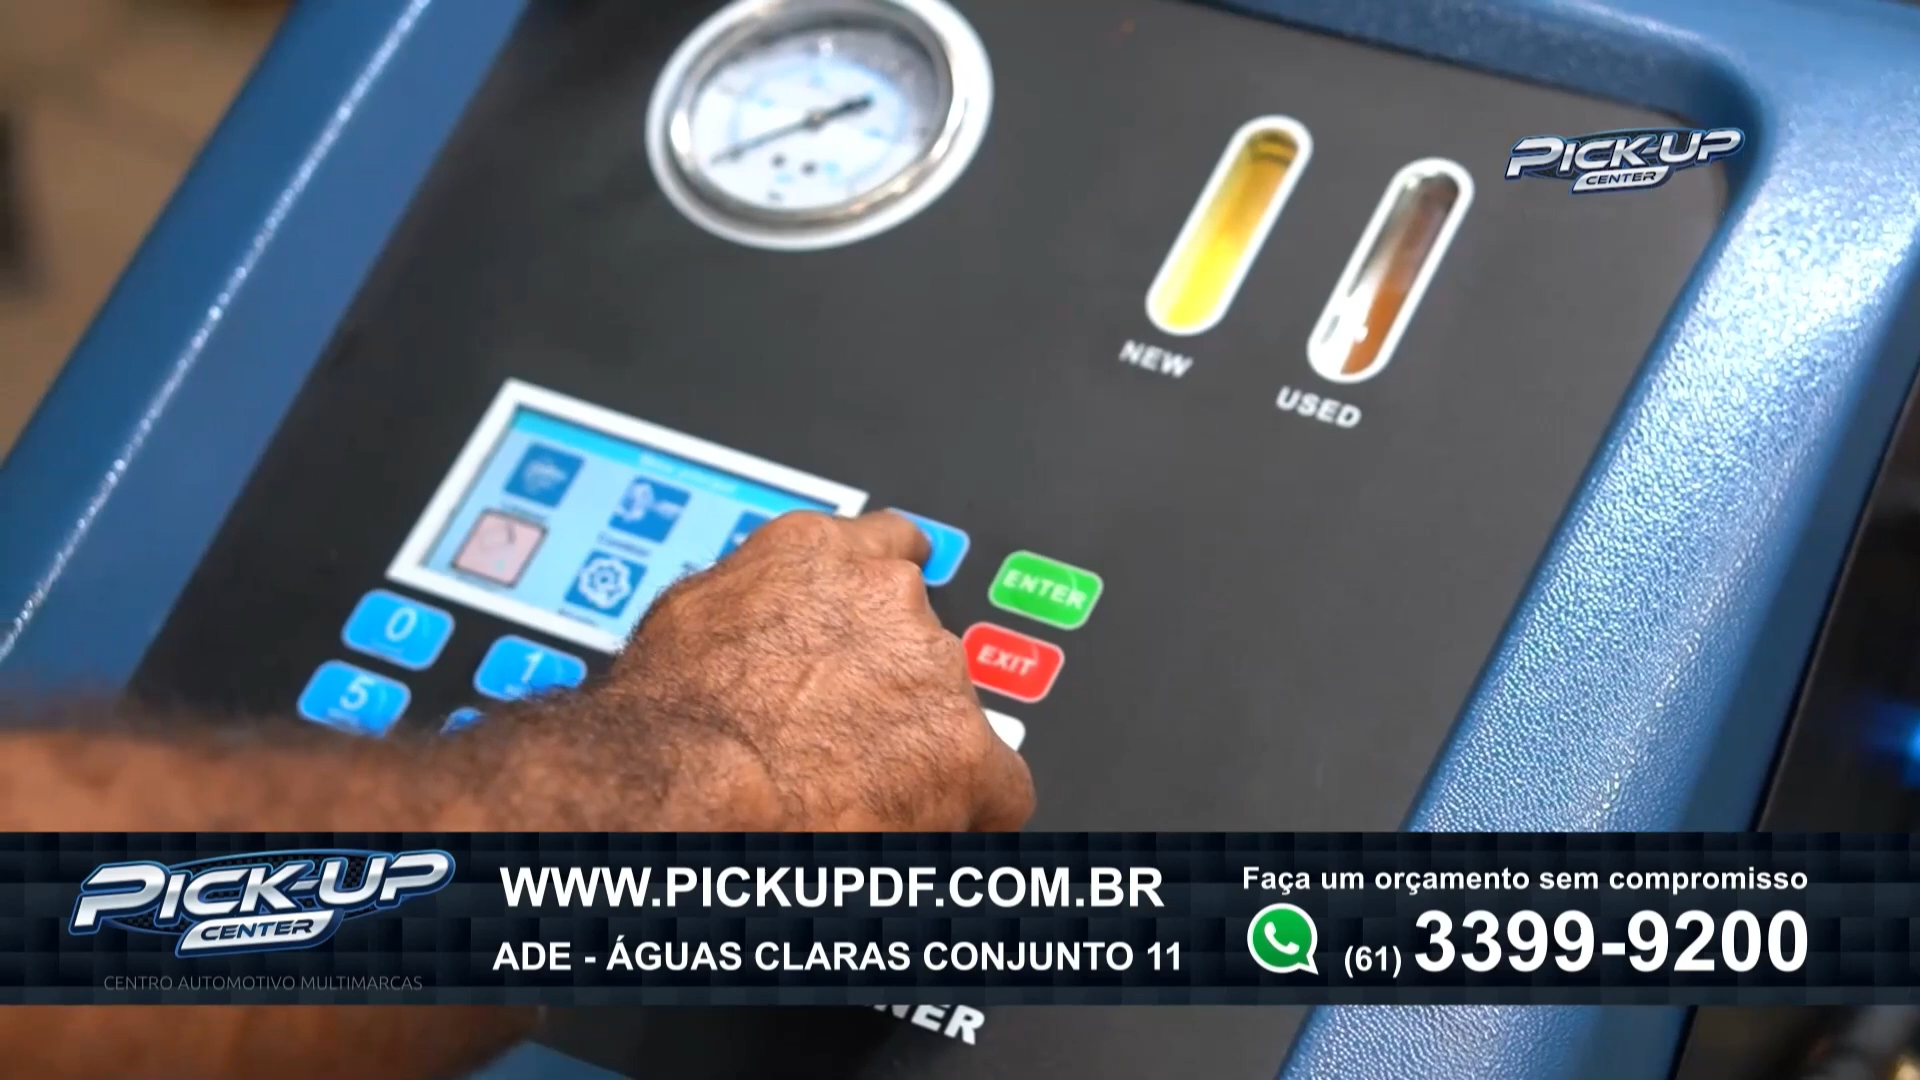 PICK-UP
CENTER
NEW
USED
ENTER
EXIT
0
1
5
PICK-UP
CENTER
CENTRO AUTOMOTIVO MULTIMARCAS
WWW.PICKUPDF.COM.BR
ADE - ÁGUAS CLARAS CONJUNTO 11
Faça um orçamento sem compromisso
(61) 3399-9200